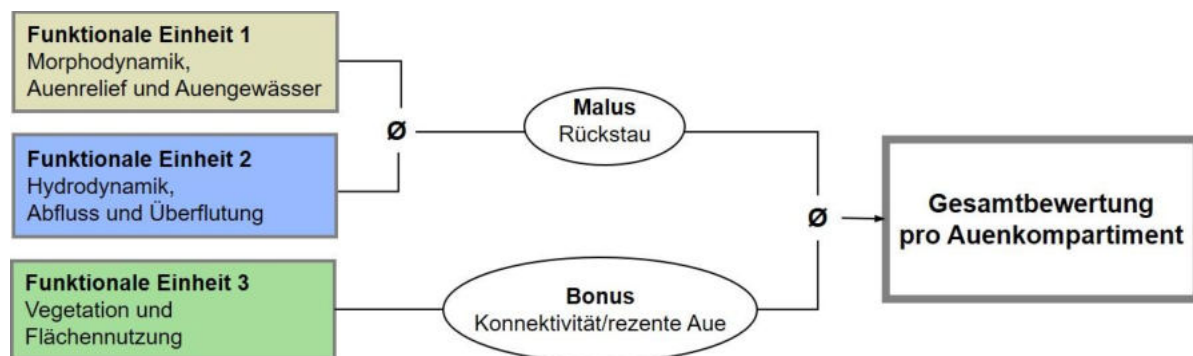 Funktionale Einheit 1
Morphodynamik,
Auenrelief und Auengewässer
Funktionale Einheit 2
Hydrodynamik,
Abfluss und Überflutung
Funktionale Einheit 3
Vegetation und
Flächennutzung
Ø
Malus
Rückstau
Bonus
Konnektivität/rezente Aue
Ø
Gesamtbewertung
pro Auenkompartiment